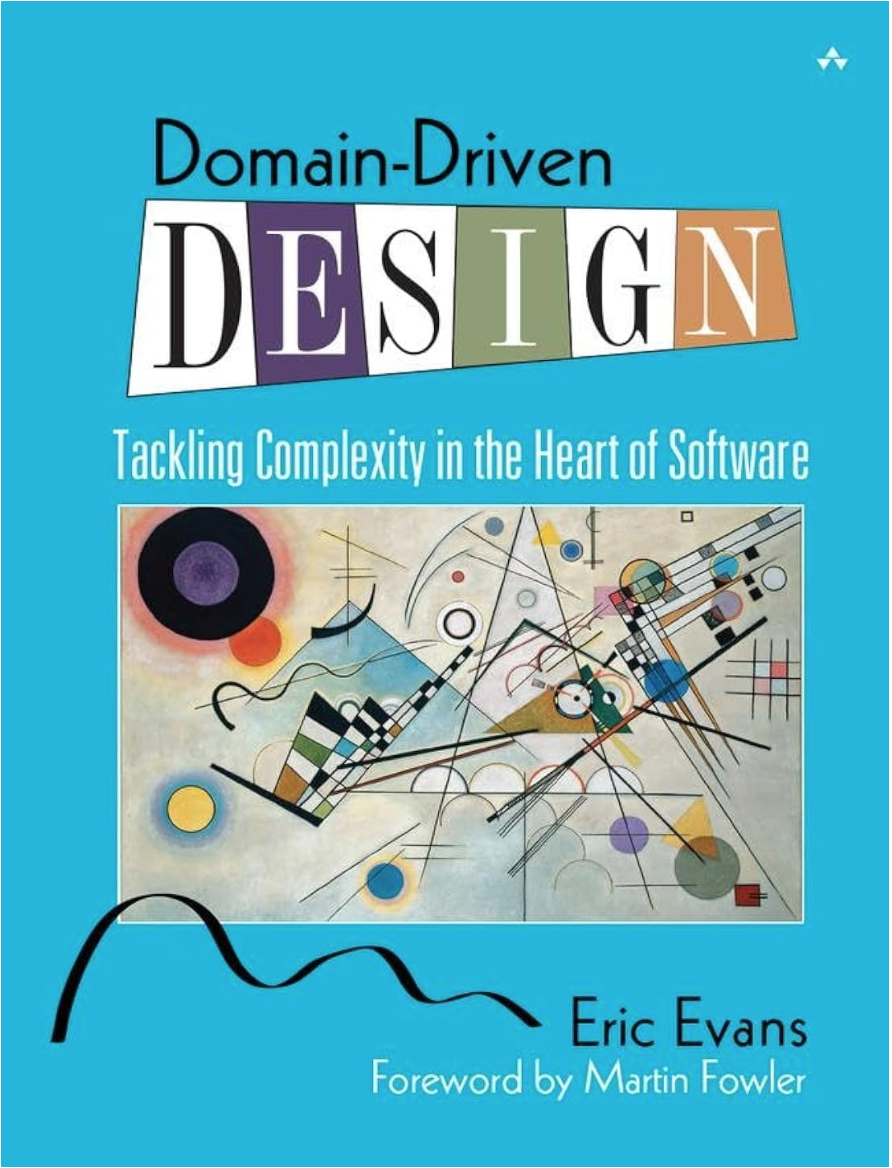 Domain-Driven
DESIGN
Tackling Complexity in the Heart of Software
Eric Evans
Foreword by Martin Fowler